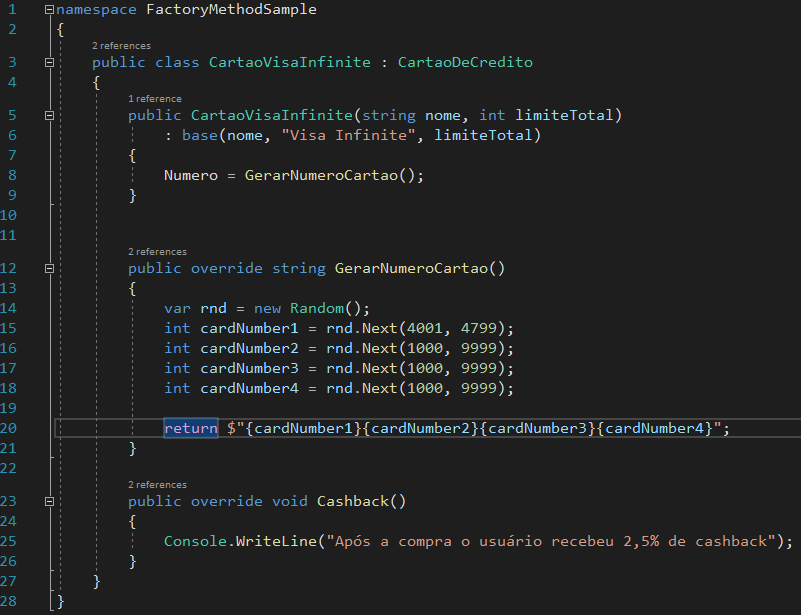 1 namespace FactoryMethodSample
2 {
2 references
3 public class CartaoVisaInfinite : CartaoDeCredito
4 {
1 reference
5 public CartaoVisaInfinite(string nome, int limiteTotal)
6 : base(nome, "Visa Infinite", limiteTotal)
7 {
8 Numero = GerarNumeroCartao();
9 }
10
11
2 references
12 public override string GerarNumeroCartao()
13 {
14 var rnd = new Random();
15 int cardNumber1 = rnd.Next(4001, 4799);
16 int cardNumber2 = rnd.Next(1000, 9999);
17 int cardNumber3 = rnd.Next(1000, 9999);
18 int cardNumber4 = rnd.Next(1000, 9999);
19
20 return $"{cardNumber1}{cardNumber2}{cardNumber3}{cardNumber4}";
21 }
22
2 references
23 public override void Cashback()
24 {
25 Console.WriteLine("Após a compra o usuário recebeu 2,5% de cashback");
26 }
27 }
28 }